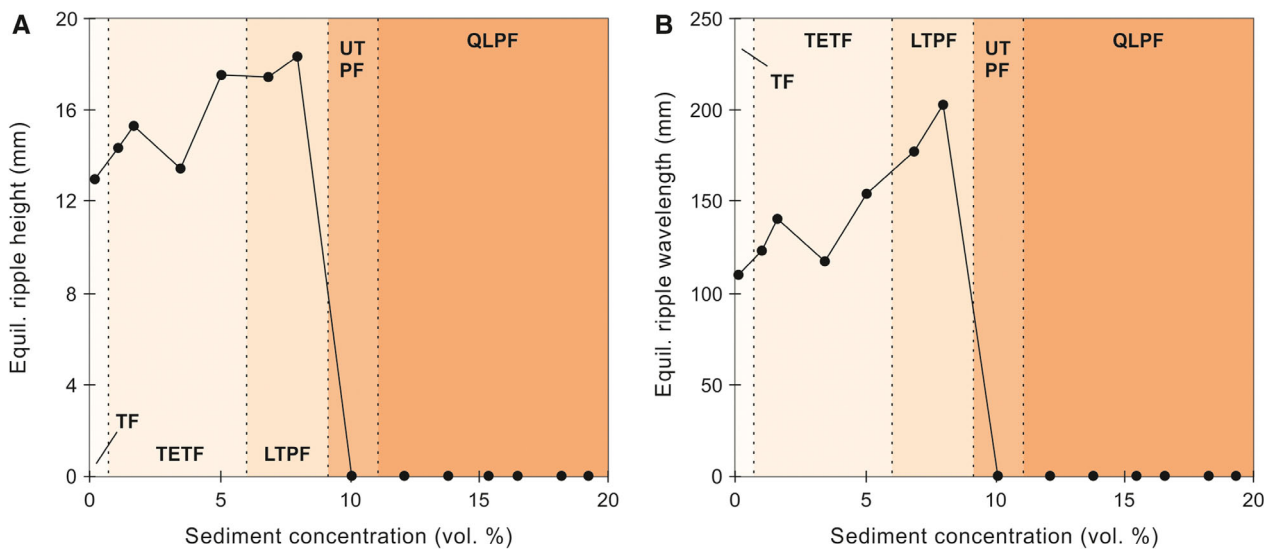 A
Equil. ripple height (mm)
20
16
12
8
4
0
TF
TETF
LTPF
UT
PF
QLPF
0
5
10
15
20
Sediment concentration (vol. %)
B
Equil. ripple wavelength (mm)
250
200
150
100
50
0
TF
TETF
LTPF
UT
PF
QLPF
0
5
10
15
20
Sediment concentration (vol. %)